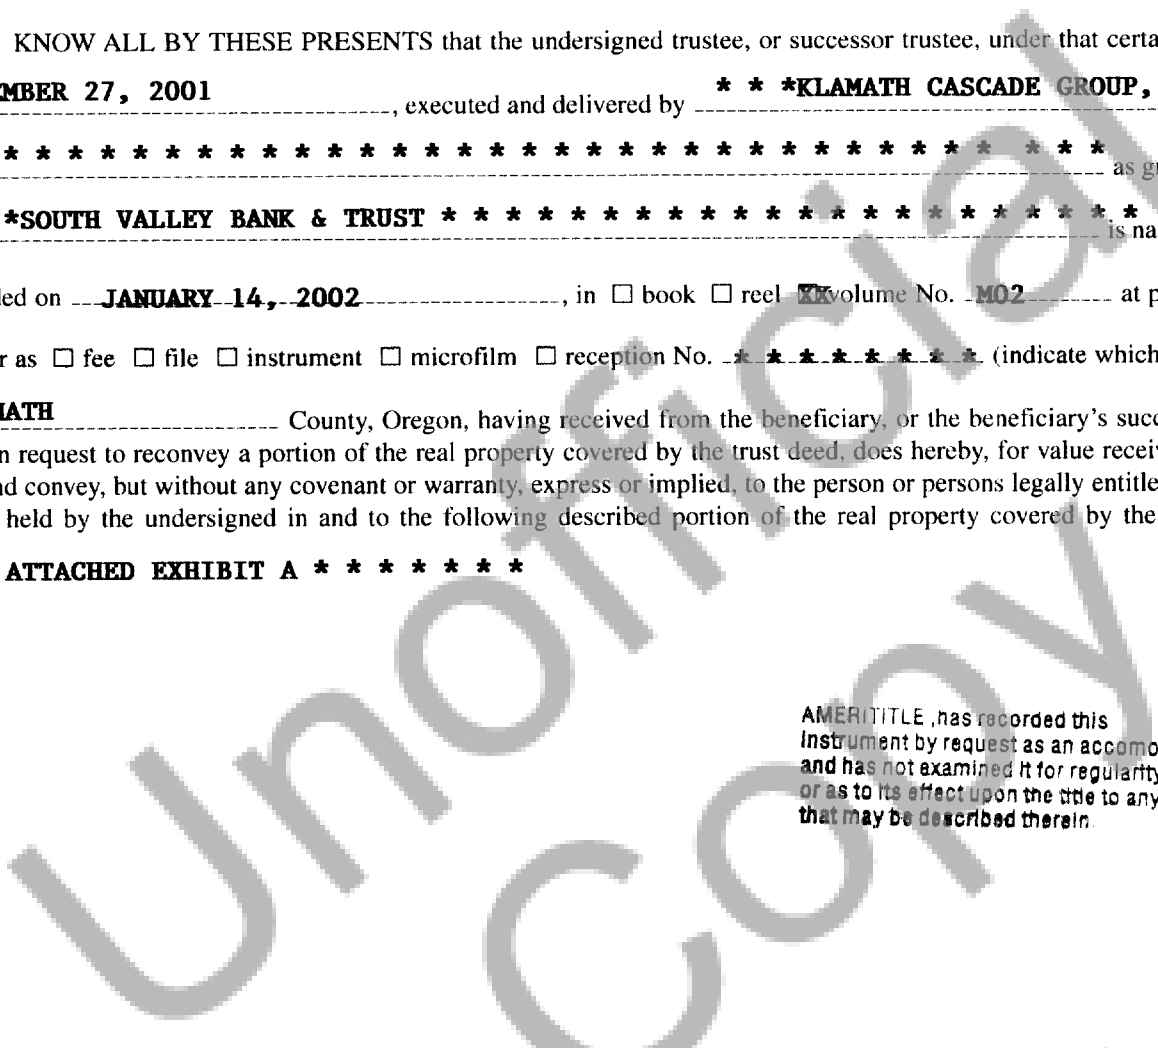 KNOW ALL BY THESE PRESENTS that the undersigned trustee, or successor trustee, under that certa
MBER 27, 2001 , executed and delivered by * * *KLAMATH CASCADE GROUP,
* * * * * * * * * * * * * * * * * * * * * * * * * * * * * * * * * * as g
*SOUTH VALLEY BANK & TRUST * * * * * * * * * * * * * * * * * * * * * * is na
ed on JANUARY 14, 2002 , in ☐ book ☐ reel XXvolume No. M02 at p
r as ☐ fee ☐ file ☐ instrument ☐ microfilm ☐ reception No. * * * * * * * * (indicate which
MATH County, Oregon, having received from the beneficiary, or the beneficiary's succ
n request to reconvey a portion of the real property covered by the trust deed, does hereby, for value recei
nd convey, but without any covenant or warranty, express or implied, to the person or persons legally entitle
held by the undersigned in and to the following described portion of the real property covered by the
ATTACHED EXHIBIT A * * * * * * *
AMERITITLE ,has recorded this
Instrument by request as an accomo
and has not examined it for regularity
or as to its effect upon the title to any
that may be described therein.
Unofficial
Copy